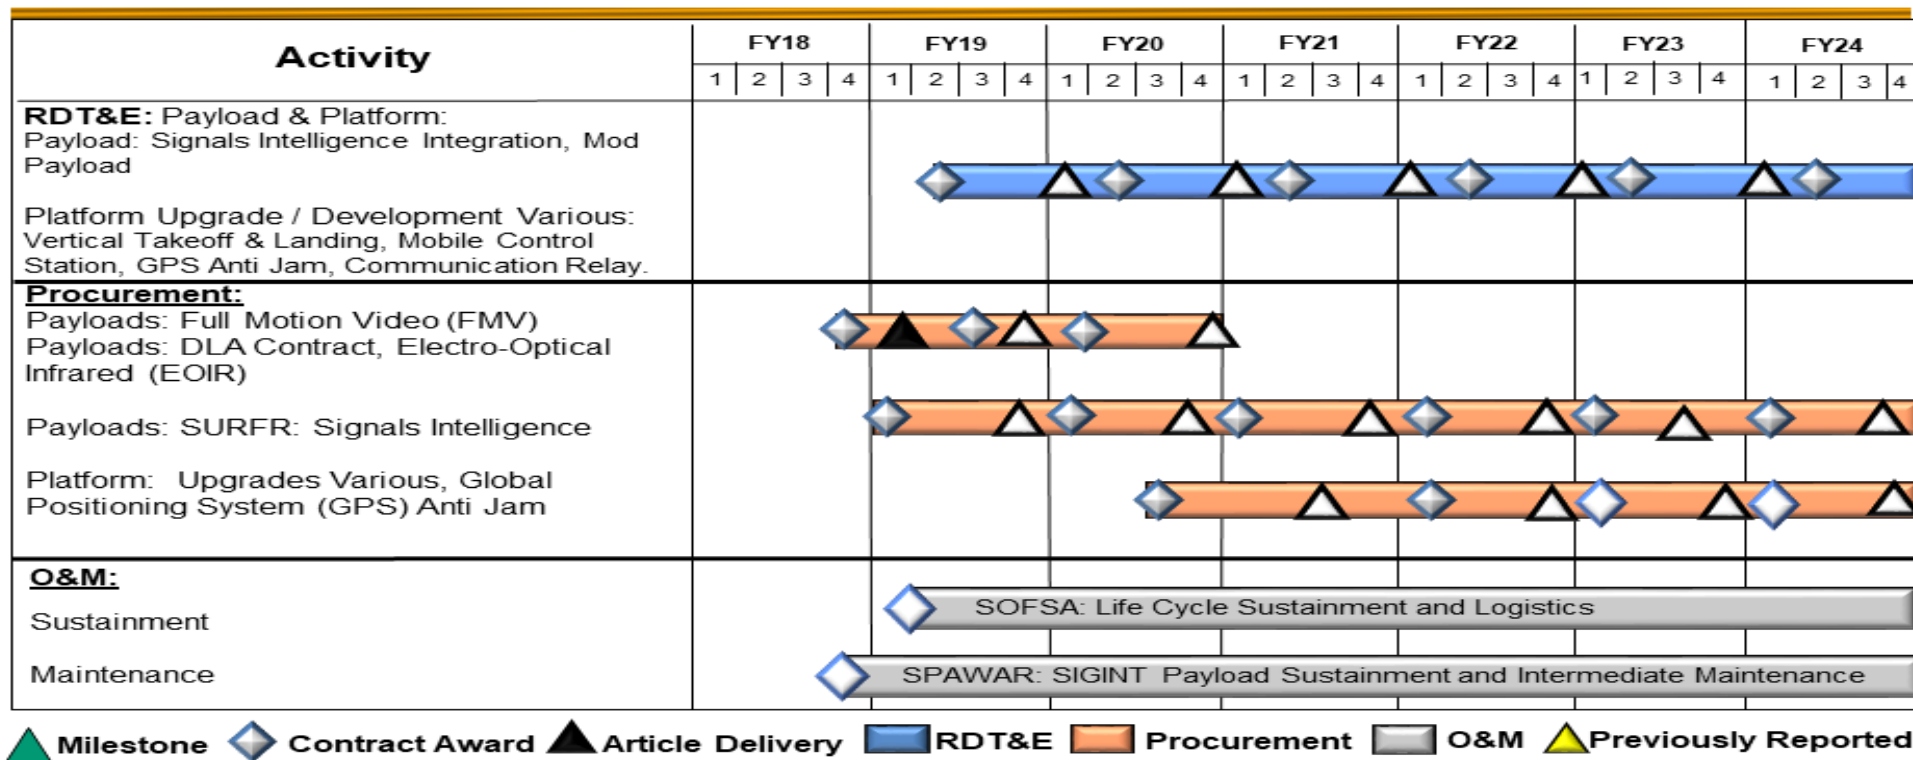 Activity
FY18 FY19 FY20 FY21 FY22 FY23 FY24
1 2 3 4 1 2 3 4 1 2 3 4 1 2 3 4 1 2 3 4 1 2 3 4 1 2 3 4
RDT&E: Payload & Platform:
Payload: Signals Intelligence Integration, Mod
Payload
Platform Upgrade / Development Various:
Vertical Takeoff & Landing, Mobile Control
Station, GPS Anti Jam, Communication Relay.
Procurement:
Payloads: Full Motion Video (FMV)
Payloads: DLA Contract, Electro-Optical
Infrared (EOIR)
Payloads: SURFR: Signals Intelligence
Platform: Upgrades Various, Global
Positioning System (GPS) Anti Jam
O&M:
Sustainment
SOFSA: Life Cycle Sustainment and Logistics
Maintenance
SPAWAR: SIGINT Payload Sustainment and Intermediate Maintenance
Milestone Contract Award Article Delivery RDT&E Procurement O&M Previously Reported